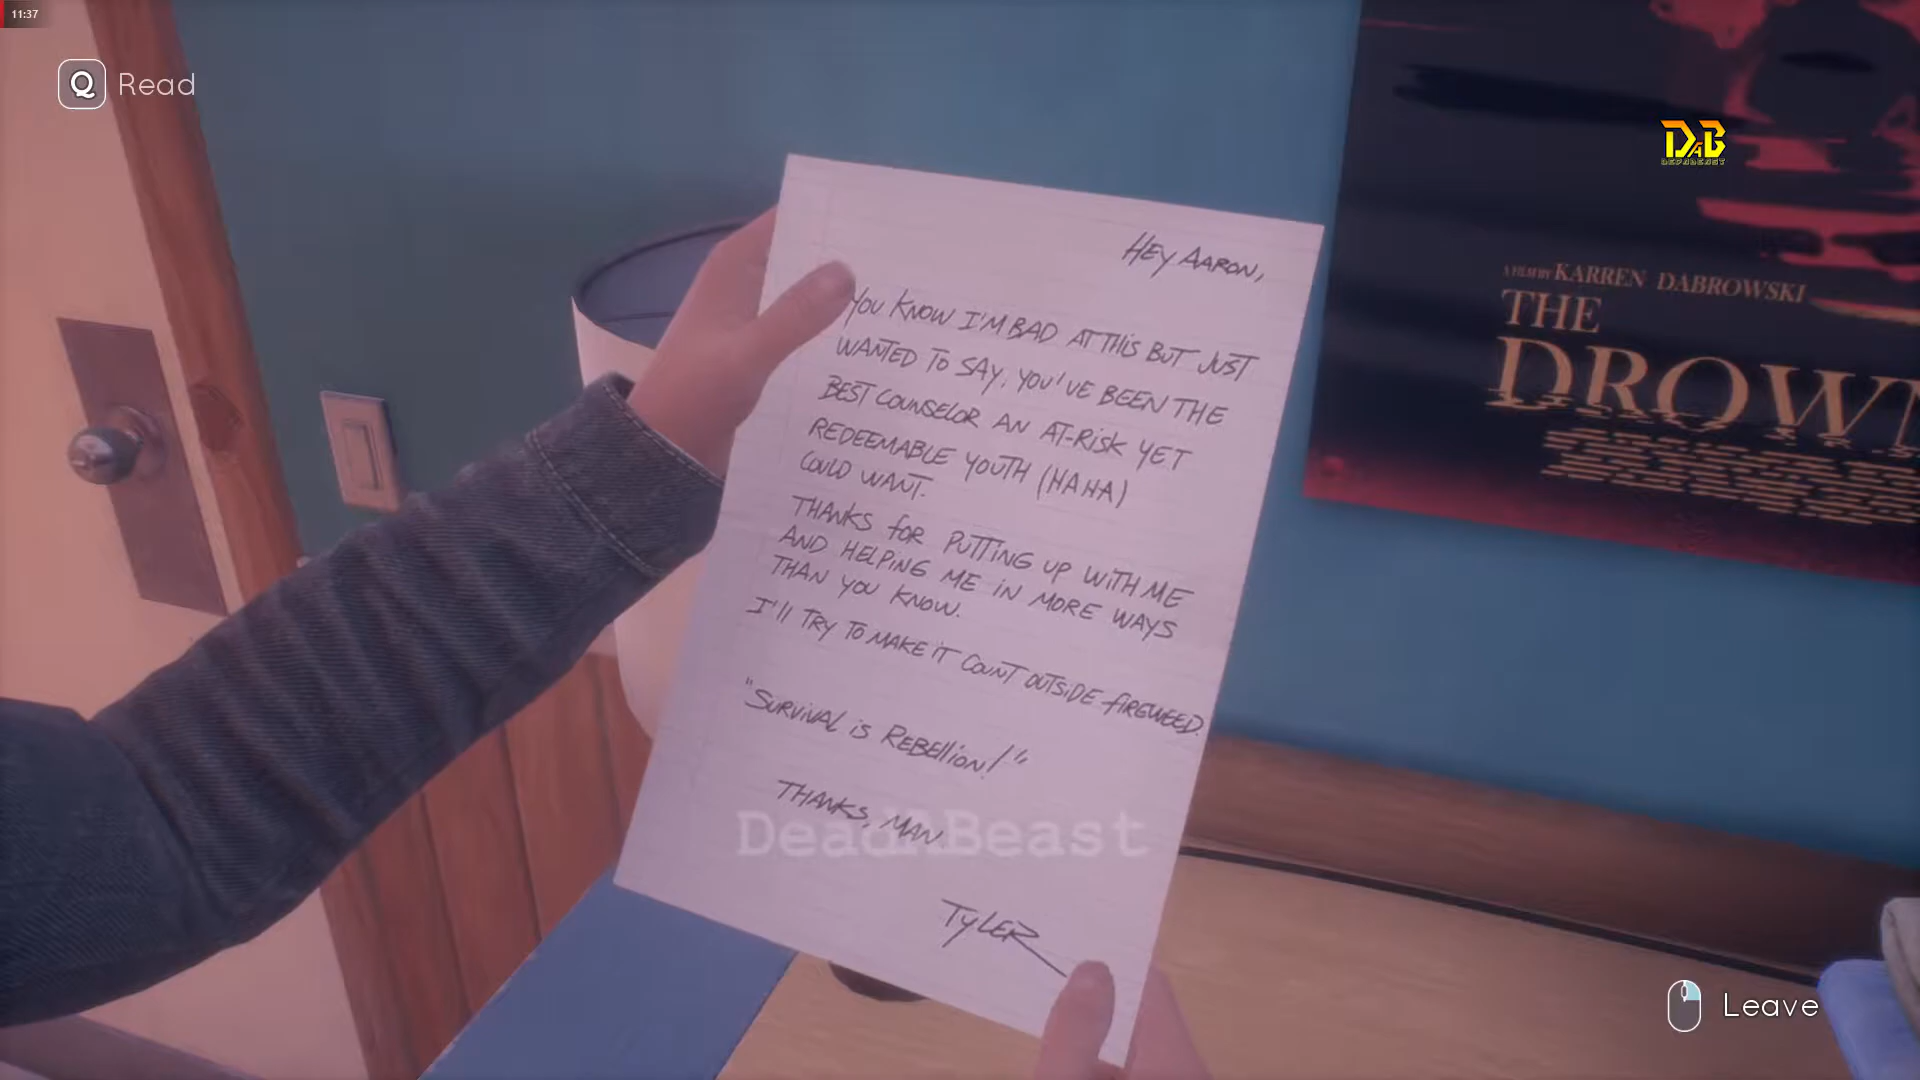 11:37
Q Read
DAB
HEY AARON,
YOU KNOW I'M BAD AT THIS BUT JUST
WANTED TO SAY, YOU'VE BEEN THE
BEST COUNSELOR AN AT-RISK YET
REDEEMABLE YOUTH (HAHA)
COULD WANT.
THANKS FOR PUTTING UP WITH ME
AND HELPING ME IN MORE WAYS
THAN YOU KNOW.
I'll TRY TO MAKE IT COUNT OUTSIDE FIREWEED.
"SURVIVAL IS REBELLION!"
THANKS, MAN.
TYLER
A FILM BY KARREN DABROWSKI
THE
DROWN
DeadABeast
Leave